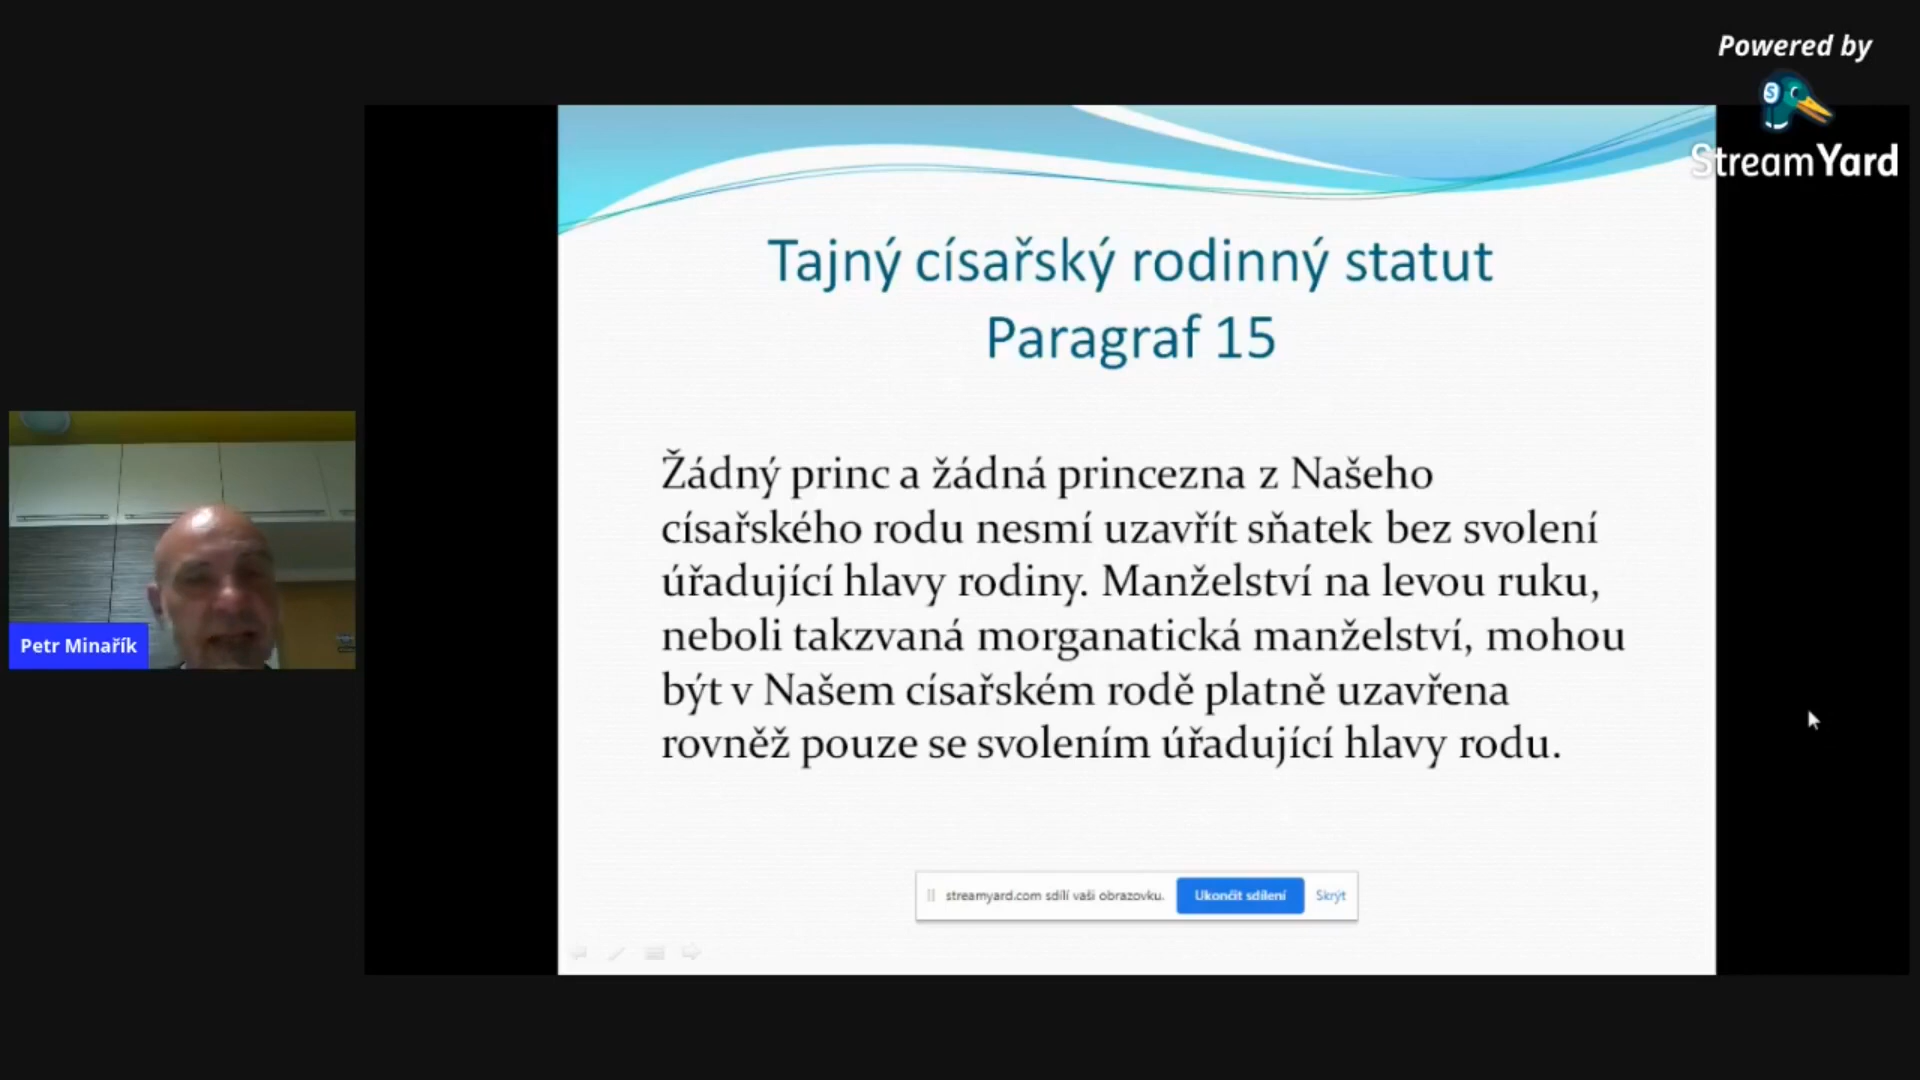 Powered by
StreamYard
Tajný císařský rodinný statut
Paragraf 15
Žádný princ a žádná princezna z Našeho
císařského rodu nesmí uzavřít sňatek bez svolení
úřadující hlavy rodiny. Manželství na levou ruku,
neboli takzvaná morganatická manželství, mohou
být v Našem císařském rodě platně uzavřena
rovněž pouze se svolením úřadující hlavy rodu.
Petr Minařík
streamyard.com sdílí vaši obrazovku.
Ukončit sdílení
Skrýt